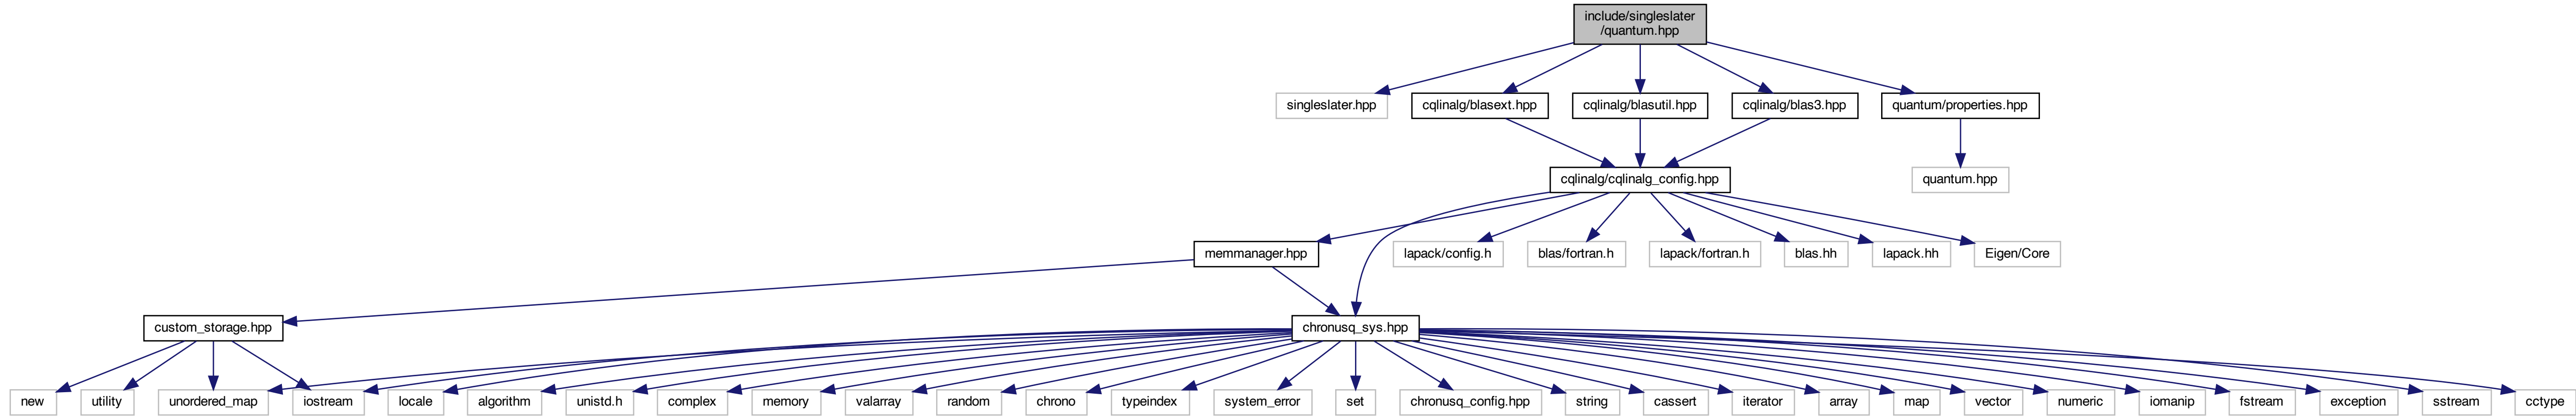 include/singleslater
/quantum.hpp
singleslater.hpp
cqlinalg/blasext.hpp
cqlinalg/blasutil.hpp
cqlinalg/blas3.hpp
quantum/properties.hpp
cqlinalg/cqlinalg_config.hpp
quantum.hpp
memmanager.hpp
lapack/config.h
blas/fortran.h
lapack/fortran.h
blas.hh
lapack.hh
Eigen/Core
custom_storage.hpp
chronusq_sys.hpp
new
utility
unordered_map
iostream
locale
algorithm
unistd.h
complex
memory
valarray
random
chrono
typeindex
system_error
set
chronusq_config.hpp
string
cassert
iterator
array
map
vector
numeric
iomanip
fstream
exception
sstream
cctype